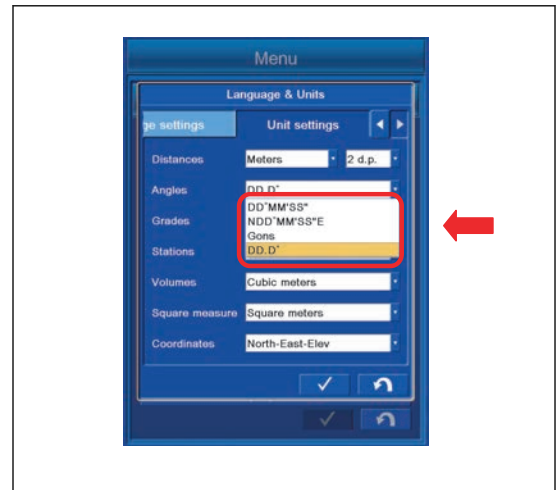 Menu
Language & Units
ge settings Unit settings
Distances Meters 2 d.p.
Angles DD.D°
DD°MM'SS"
Grades NDD°MM'SS"E
Gons
Stations DD.D°
Volumes Cubic meters
Square measure Square meters
Coordinates North-East-Elev